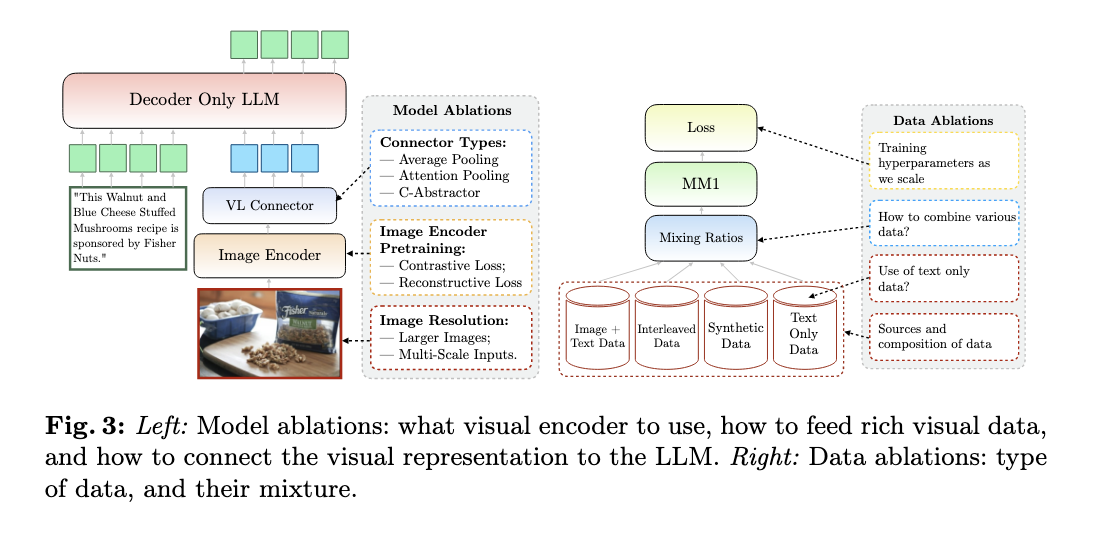 Decoder Only LLM
"This Walnut and
Blue Cheese Stuffed
Mushrooms recipe is
sponsored by Fisher
Nuts."
VL Connector
Image Encoder
Fisher
Model Ablations
Connector Types:
— Average Pooling
— Attention Pooling
— C-Abstractor
Image Encoder
Pretraining:
— Contrastive Loss;
— Reconstructive Loss
Image Resolution:
— Larger Images;
— Multi-Scale Inputs.
Loss
MM1
Mixing Ratios
Image +
Text Data
Interleaved
Data
Synthetic
Data
Text
Only
Data
Data Ablations
Training
hyperparameters as
we scale
How to combine various
data?
Use of text only
data?
Sources and
composition of data
Fig. 3: Left: Model ablations: what visual encoder to use, how to feed rich visual data,
and how to connect the visual representation to the LLM. Right: Data ablations: type
of data, and their mixture.